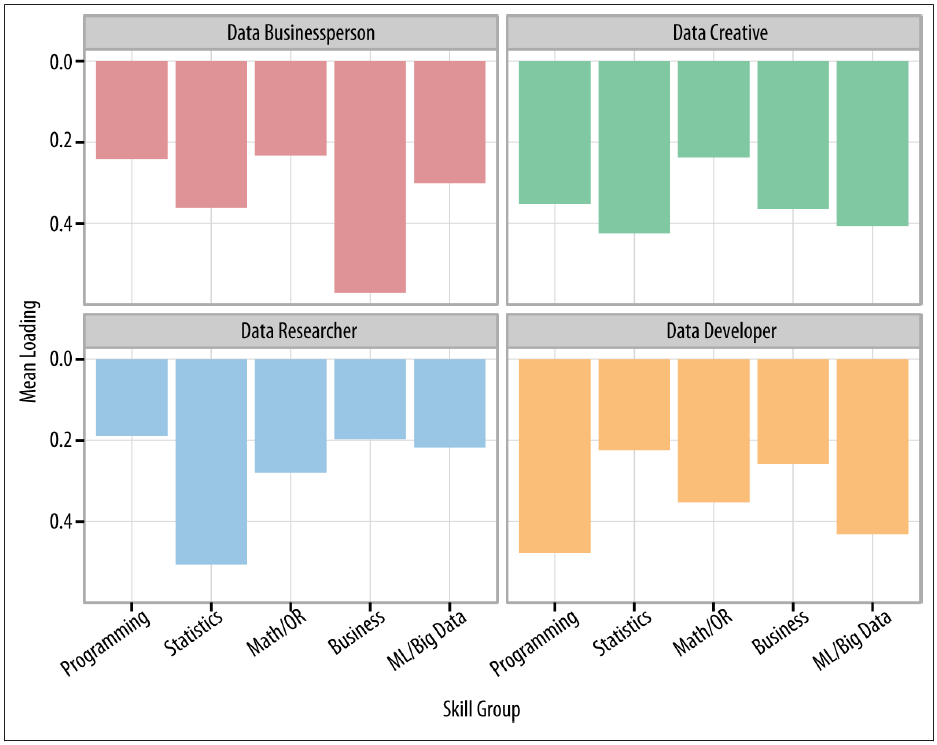 Data Businessperson
Data Creative
0.0
0.2
0.4
Data Researcher
Data Developer
0.0
0.2
0.4
Mean Loading
Programming
Statistics
Math/OR
Business
ML/Big Data
Programming
Statistics
Math/OR
Business
ML/Big Data
Skill Group